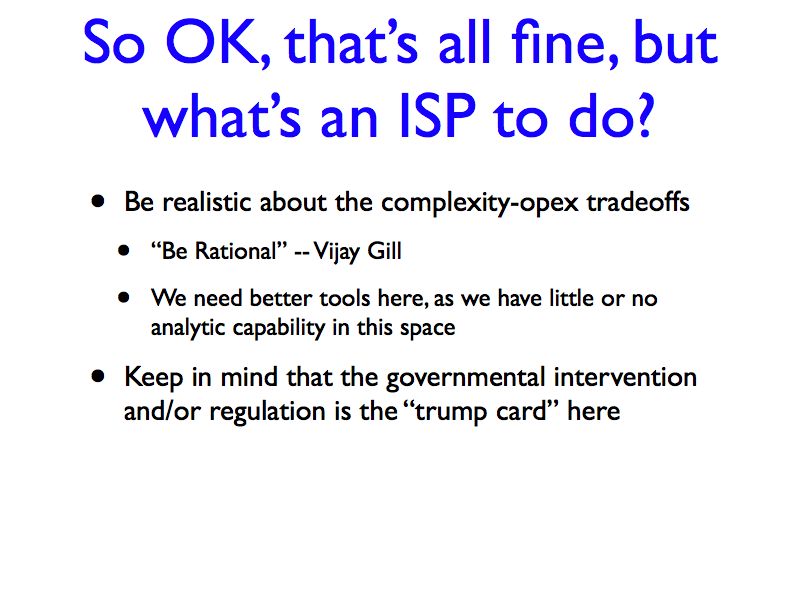 So OK, that’s all fine, but
what’s an ISP to do?
• Be realistic about the complexity-opex tradeoffs
• “Be Rational” -- Vijay Gill
• We need better tools here, as we have little or no
analytic capability in this space
• Keep in mind that the governmental intervention
and/or regulation is the “trump card” here